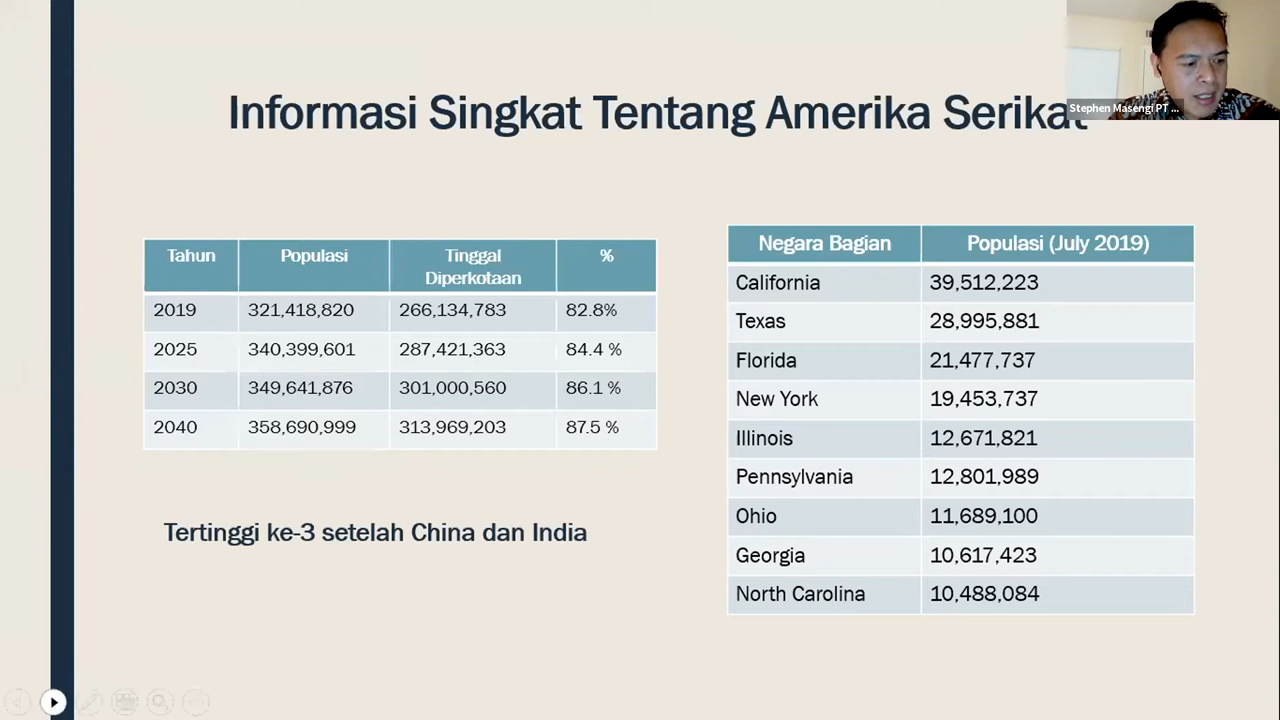 Informasi Singkat Tentang Amerika Serikat
Stephen Masengi PT ...
Tahun Populasi Tinggal Diperkotaan %
2019 321,418,820 266,134,783 82.8%
2025 340,399,601 287,421,363 84.4 %
2030 349,641,876 301,000,560 86.1 %
2040 358,690,999 313,969,203 87.5 %
Tertinggi ke-3 setelah China dan India
Negara Bagian Populasi (July 2019)
California 39,512,223
Texas 28,995,881
Florida 21,477,737
New York 19,453,737
Illinois 12,671,821
Pennsylvania 12,801,989
Ohio 11,689,100
Georgia 10,617,423
North Carolina 10,488,084